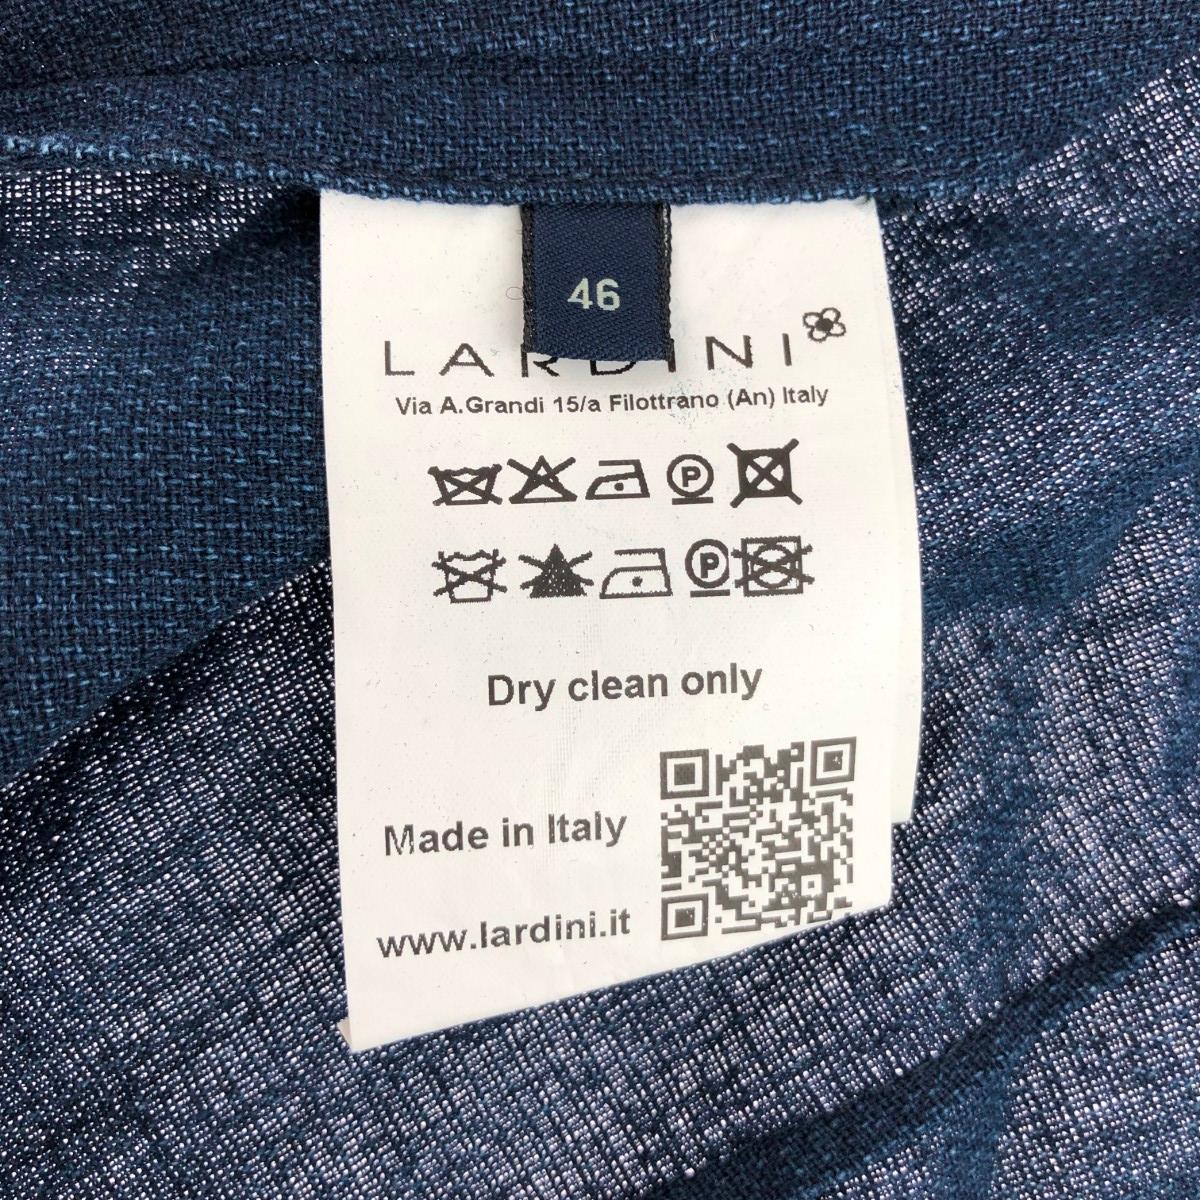 46
LARDINI
Via A.Grandi 15/a Filottrano (An) Italy
P
P
Dry clean only
Made in Italy
www.lardini.it